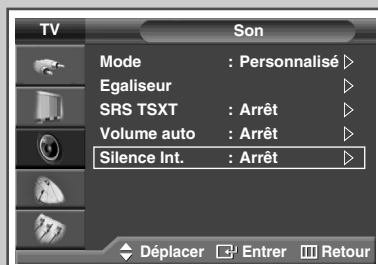 TV
Son
Mode : Personnalisé
Egaliseur
SRS TSXT : Arrêt
Volume auto : Arrêt
Silence Int. : Arrêt
Déplacer Entrer Retour